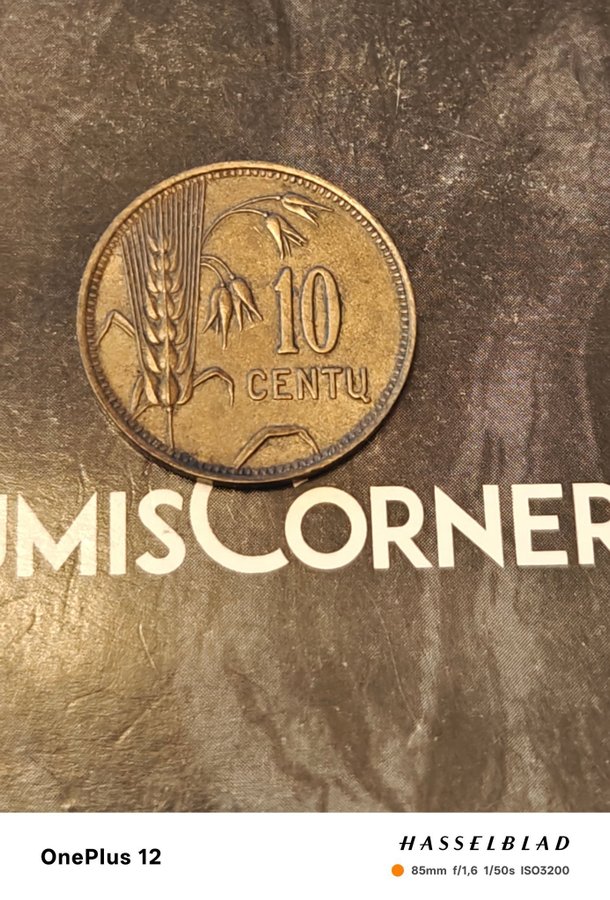 10
CENTŲ
UMISCORNER
OnePlus 12
HASSELBLAD
85mm f/1,6 1/50s ISO3200